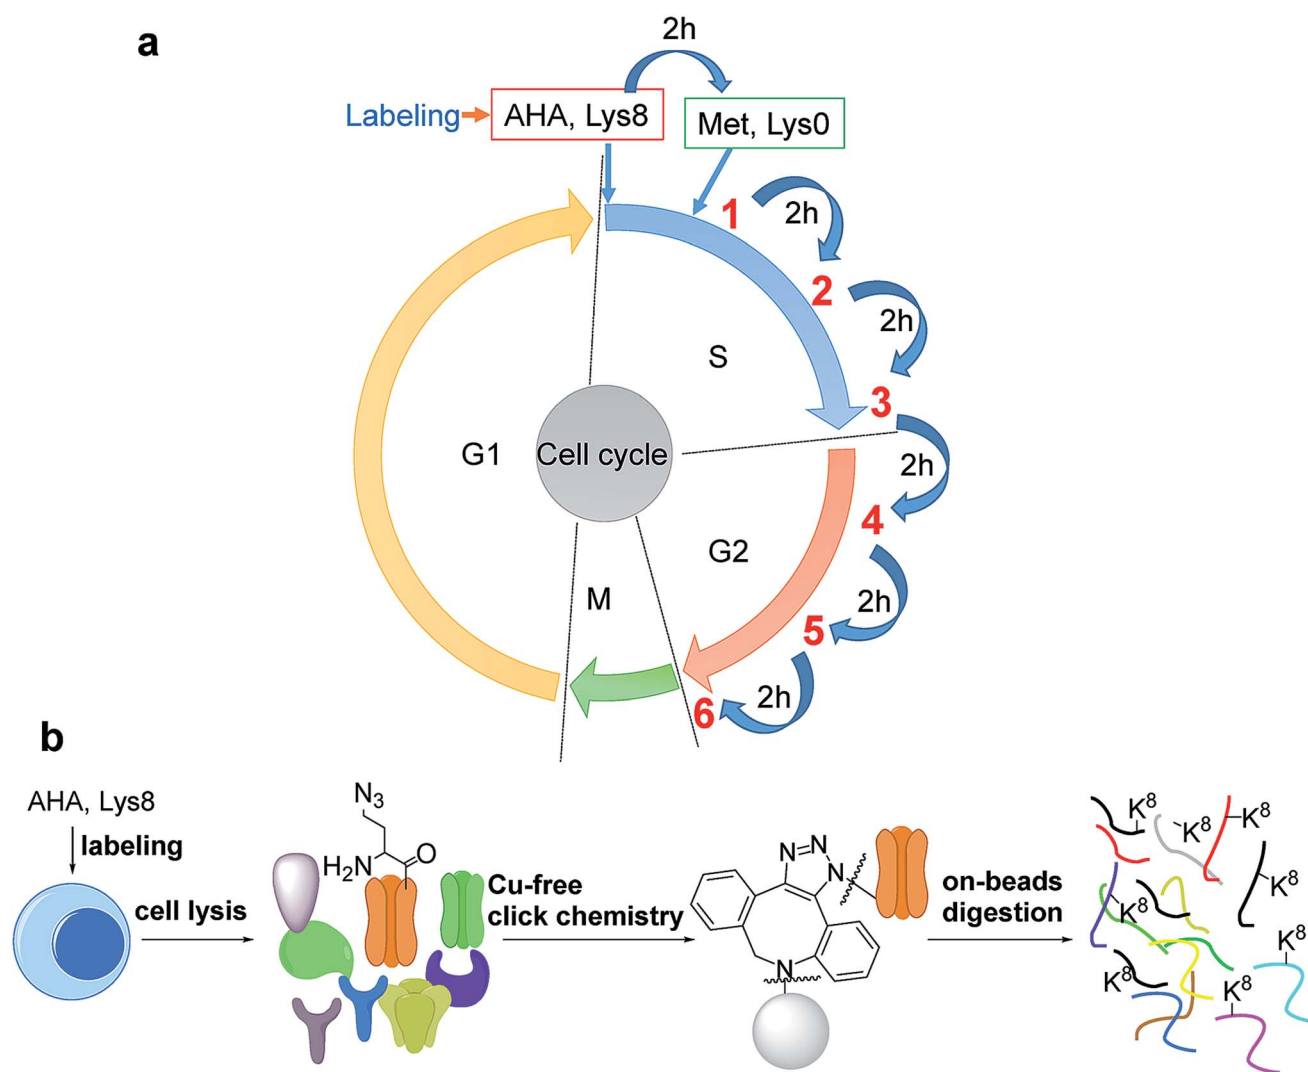 a
2h
Labeling
AHA, Lys8
Met, Lys0
1
2h
2
2h
S
3
G1
Cell cycle
2h
4
G2
M
2h
5
2h
6
b
AHA, Lys8
labeling
cell lysis
N3
H2N
O
Cu-free
click chemistry
N
N
N
N
on-beads
digestion
K8
K8
K8
K8
K8
K8
K8
K8